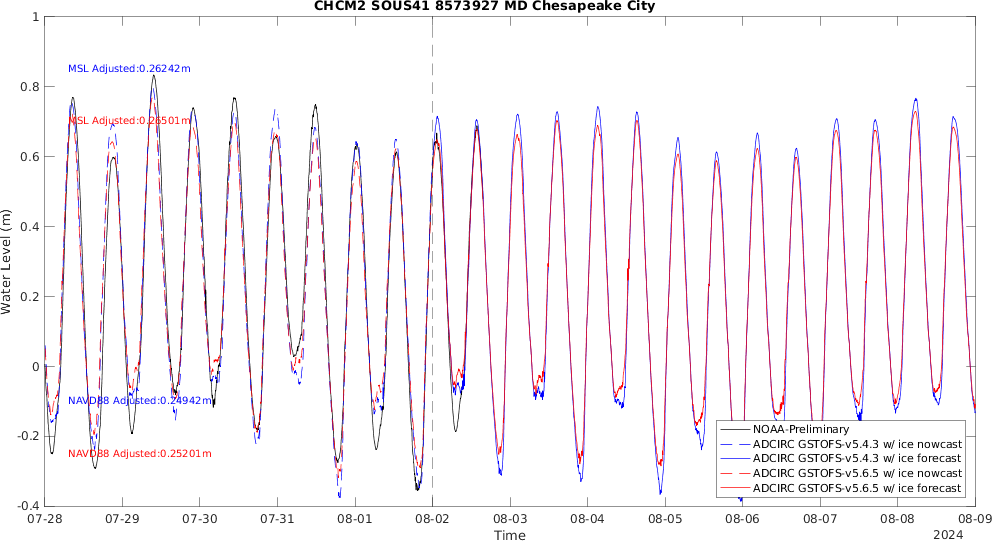 CHCM2 SOUS41 8573927 MD Chesapeake City
1
0.8
0.6
0.4
0.2
0
-0.2
-0.4
Water Level (m)
MSL Adjusted:0.26242m
MSL Adjusted:0.26501m
NAVD88 Adjusted:0.24942m
NAVD88 Adjusted:0.25201m
NOAA-Preliminary
ADCIRC GSTOFS-v5.4.3 w/ ice nowcast
ADCIRC GSTOFS-v5.4.3 w/ ice forecast
ADCIRC GSTOFS-v5.6.5 w/ ice nowcast
ADCIRC GSTOFS-v5.6.5 w/ ice forecast
07-28 07-29 07-30 07-31 08-01 08-02 08-03 08-04 08-05 08-06 08-07 08-08 08-09
Time
2024